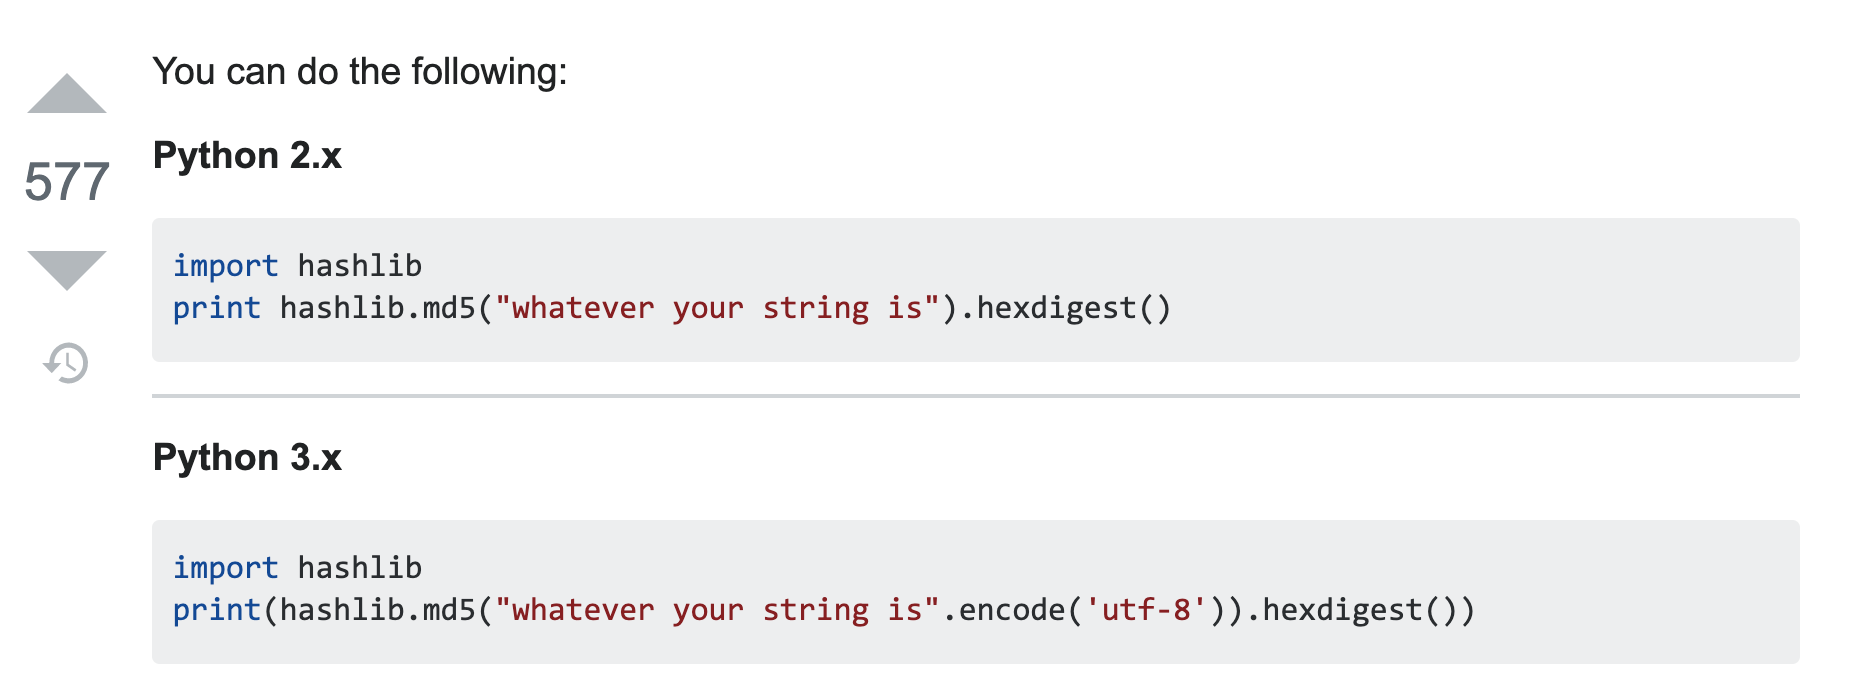 You can do the following:
577
Python 2.x
import hashlib
print hashlib.md5("whatever your string is").hexdigest()
Python 3.x
import hashlib
print(hashlib.md5("whatever your string is".encode('utf-8')).hexdigest())